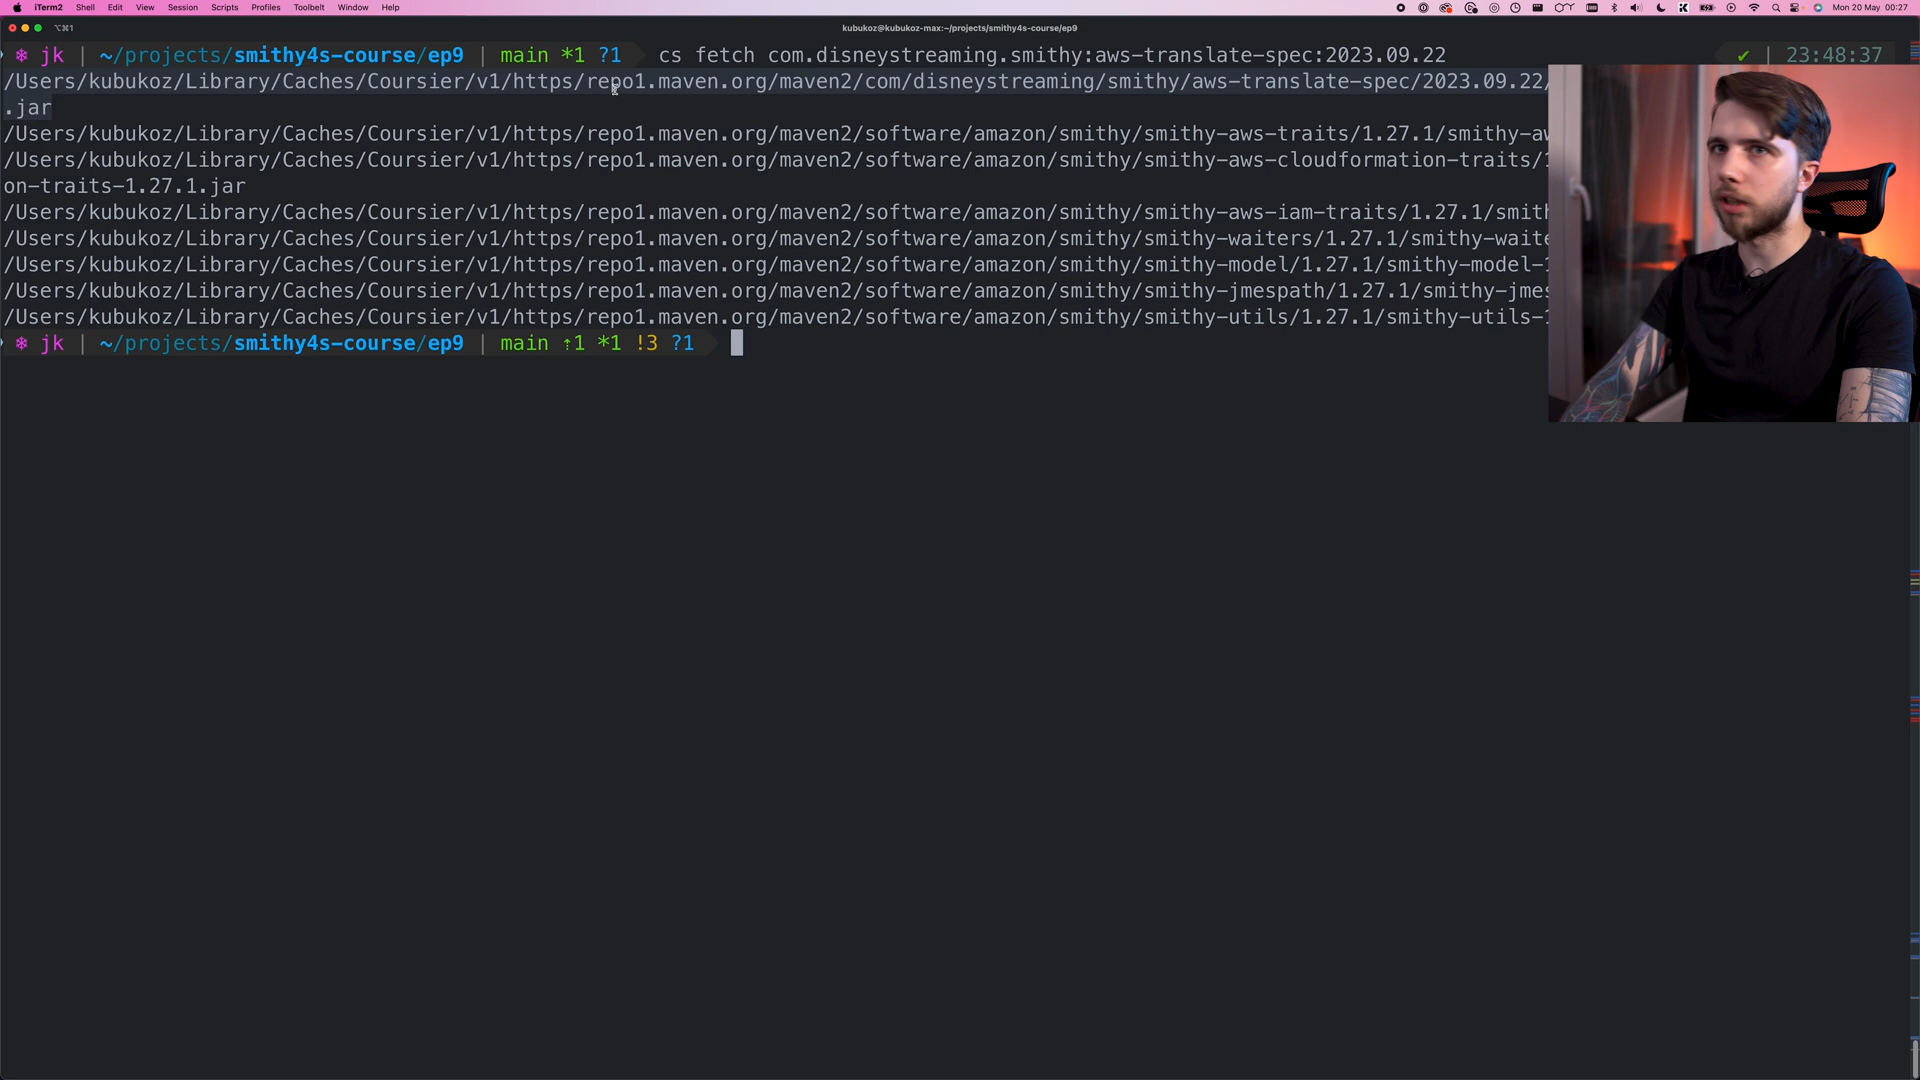 iTerm2 Shell Edit View Session Scripts Profiles Toolbelt Window Help Mon 20 May 00:27
⌥⌘1 kubukoz@kubukoz-max:~/projects/smithy4s-course/ep9
jk | ~/projects/smithy4s-course/ep9 | main *1 ?1 cs fetch com.disneystreaming.smithy:aws-translate-spec:2023.09.22 ✔ | 23:48:37
/Users/kubukoz/Library/Caches/Coursier/v1/https/repo1.maven.org/maven2/com/disneystreaming/smithy/aws-translate-spec/2023.09.22/
.jar
/Users/kubukoz/Library/Caches/Coursier/v1/https/repo1.maven.org/maven2/software/amazon/smithy/smithy-aws-traits/1.27.1/smithy-aw
/Users/kubukoz/Library/Caches/Coursier/v1/https/repo1.maven.org/maven2/software/amazon/smithy/smithy-aws-cloudformation-traits/1
on-traits-1.27.1.jar
/Users/kubukoz/Library/Caches/Coursier/v1/https/repo1.maven.org/maven2/software/amazon/smithy/smithy-aws-iam-traits/1.27.1/smith
/Users/kubukoz/Library/Caches/Coursier/v1/https/repo1.maven.org/maven2/software/amazon/smithy/smithy-waiters/1.27.1/smithy-waite
/Users/kubukoz/Library/Caches/Coursier/v1/https/repo1.maven.org/maven2/software/amazon/smithy/smithy-model/1.27.1/smithy-model-1
/Users/kubukoz/Library/Caches/Coursier/v1/https/repo1.maven.org/maven2/software/amazon/smithy/smithy-jmespath/1.27.1/smithy-jmes
/Users/kubukoz/Library/Caches/Coursier/v1/https/repo1.maven.org/maven2/software/amazon/smithy/smithy-utils/1.27.1/smithy-utils-1
jk | ~/projects/smithy4s-course/ep9 | main ⇡1 *1 !3 ?1